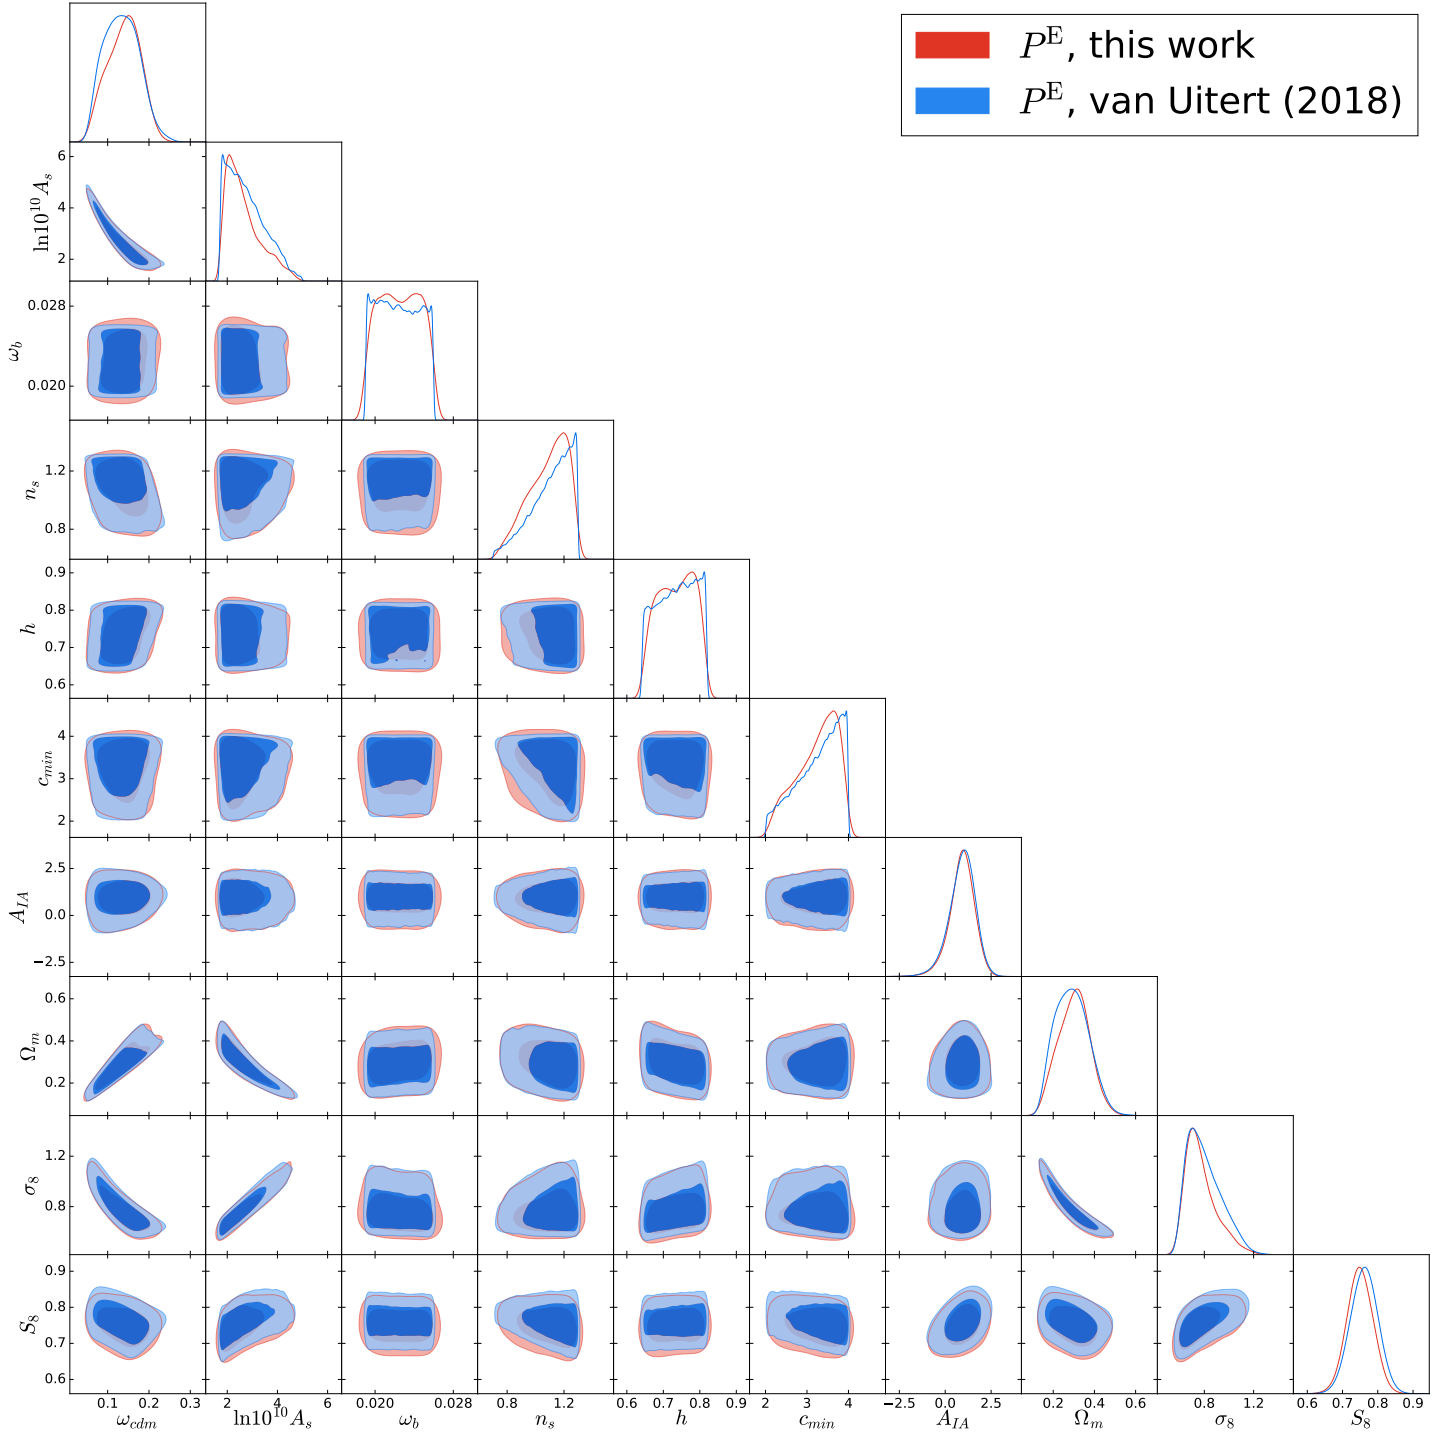 P^E, this work
P^E, van Uitert (2018)
6
4
2
ln10^10 A_s
0.028
0.020
ω_b
1.2
0.8
n_s
0.9
0.8
0.7
0.6
h
4
3
2
c_min
2.5
0.0
−2.5
A_IA
0.6
0.4
0.2
Ω_m
1.2
0.8
σ_8
0.9
0.8
0.7
0.6
S_8
0.1 0.2 0.3 2 4 6 0.020 0.028 0.8 1.2 0.6 0.7 0.8 0.9 2 3 4 −2.5 0.0 2.5 0.2 0.4 0.6 0.8 1.2 0.6 0.7 0.8 0.9
ω_cdm ln10^10 A_s ω_b n_s h c_min A_IA Ω_m σ_8 S_8